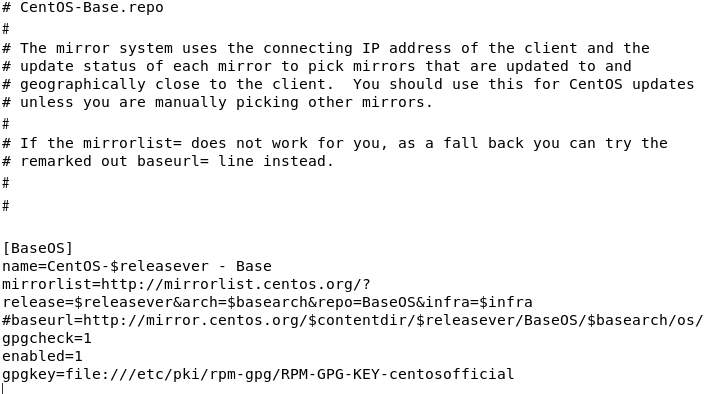 # CentOS-Base.repo
#
# The mirror system uses the connecting IP address of the client and the
# update status of each mirror to pick mirrors that are updated to and
# geographically close to the client.  You should use this for CentOS updates
# unless you are manually picking other mirrors.
#
# If the mirrorlist= does not work for you, as a fall back you can try the
# remarked out baseurl= line instead.
#
#

[BaseOS]
name=CentOS-$releasever - Base
mirrorlist=http://mirrorlist.centos.org/?
release=$releasever&arch=$basearch&repo=BaseOS&infra=$infra
#baseurl=http://mirror.centos.org/$contentdir/$releasever/BaseOS/$basearch/os/
gpgcheck=1
enabled=1
gpgkey=file:///etc/pki/rpm-gpg/RPM-GPG-KEY-centosofficial